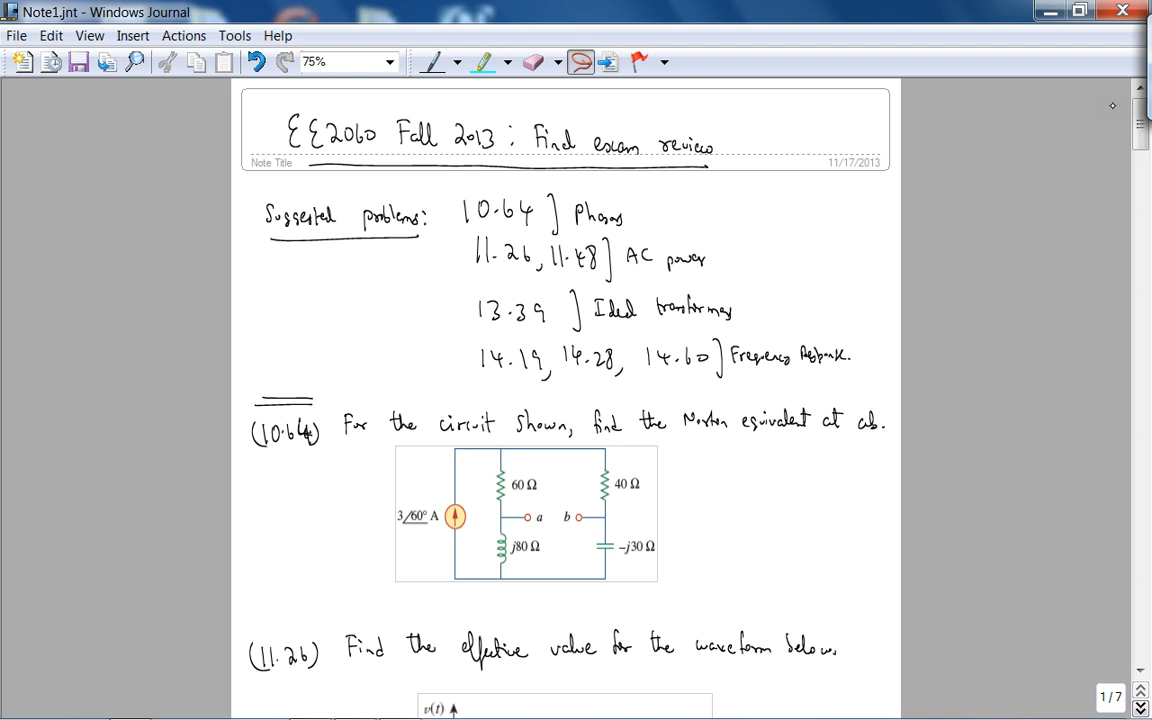 Note1.jnt - Windows Journal
File Edit View Insert Actions Tools Help
75%
EE2060 Fall 2013: Final exam review
Note Title 11/17/2013
Suggested problems: 10.64 ] Phasors
11.26, 11.48 ] AC power
13.39 ] Ideal transformers
14.19, 14.28, 14.60 ] Frequency Response.
(10.64) For the circuit shown, find the Norton equivalent at ab.
60 Ω 40 Ω
3/60° A a b
j80 Ω -j30 Ω
(11.26) Find the effective value for the waveform below.
1 / 7
v(t)